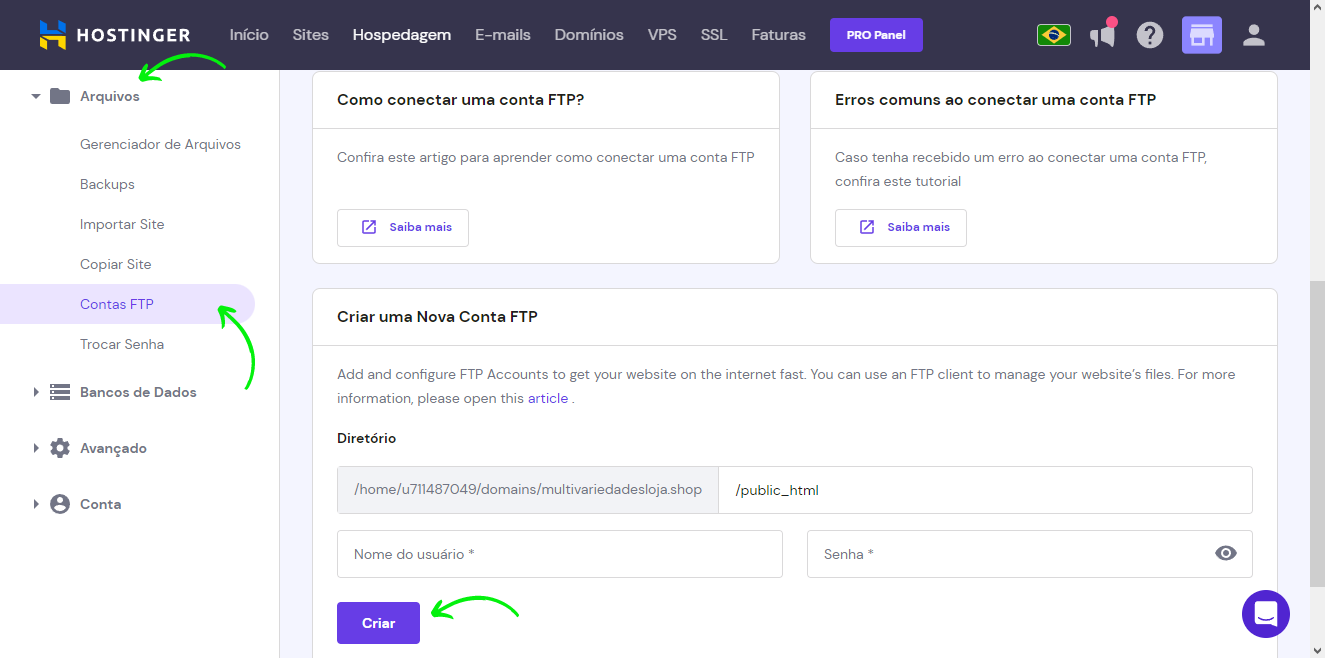 HOSTINGER
Início
Sites
Hospedagem
E-mails
Domínios
VPS
SSL
Faturas
PRO Panel
Arquivos
Gerenciador de Arquivos
Backups
Importar Site
Copiar Site
Contas FTP
Trocar Senha
Bancos de Dados
Avançado
Conta
Como conectar uma conta FTP?
Confira este artigo para aprender como conectar uma conta FTP
Saiba mais
Erros comuns ao conectar uma conta FTP
Caso tenha recebido um erro ao conectar uma conta FTP,
confira este tutorial
Saiba mais
Criar uma Nova Conta FTP
Add and configure FTP Accounts to get your website on the internet fast. You can use an FTP client to manage your website's files. For more
information, please open this article .
Diretório
/home/u711487049/domains/multivariedadesloja.shop
/public_html
Nome do usuário *
Senha *
Criar